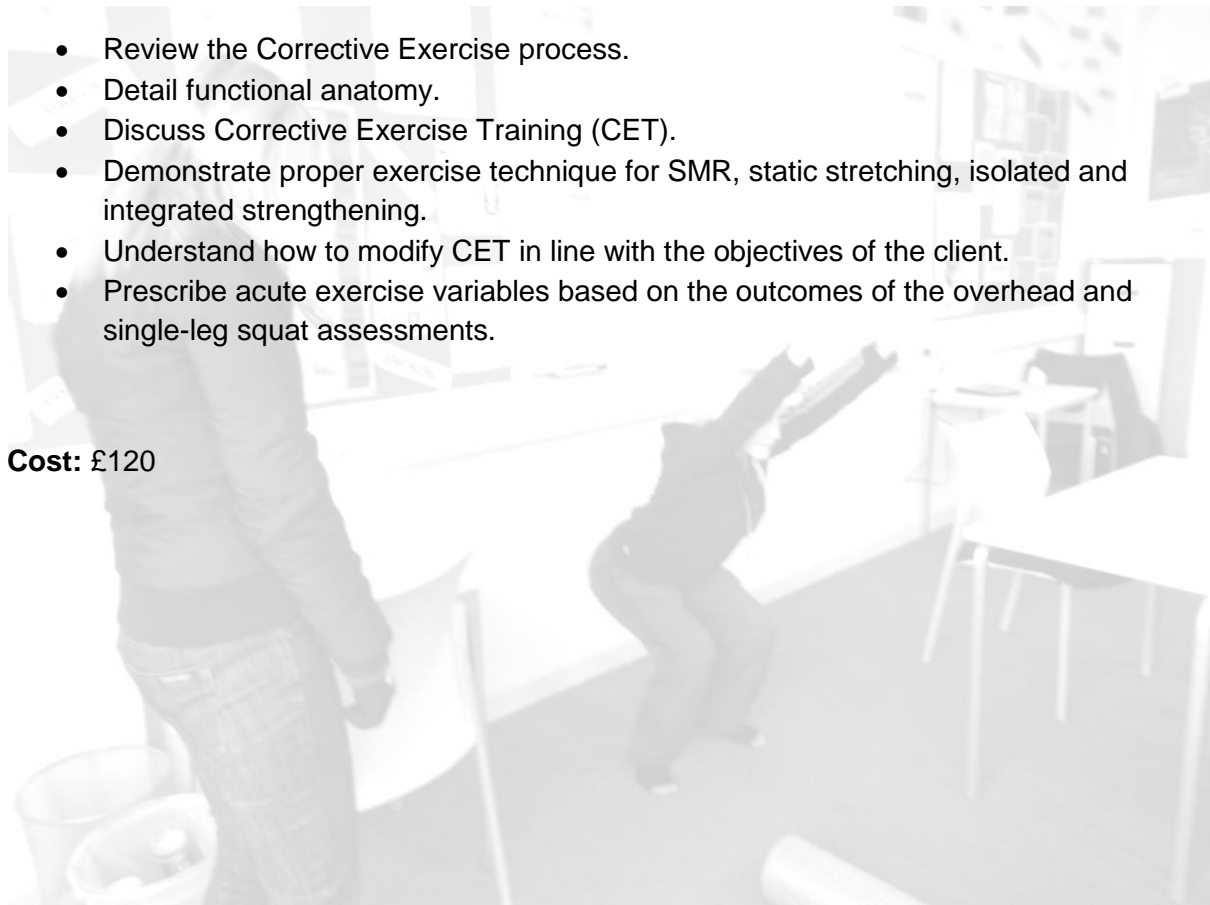 • Review the Corrective Exercise process.
• Detail functional anatomy.
• Discuss Corrective Exercise Training (CET).
• Demonstrate proper exercise technique for SMR, static stretching, isolated and
integrated strengthening.
• Understand how to modify CET in line with the objectives of the client.
• Prescribe acute exercise variables based on the outcomes of the overhead and
single-leg squat assessments.
Cost: £120